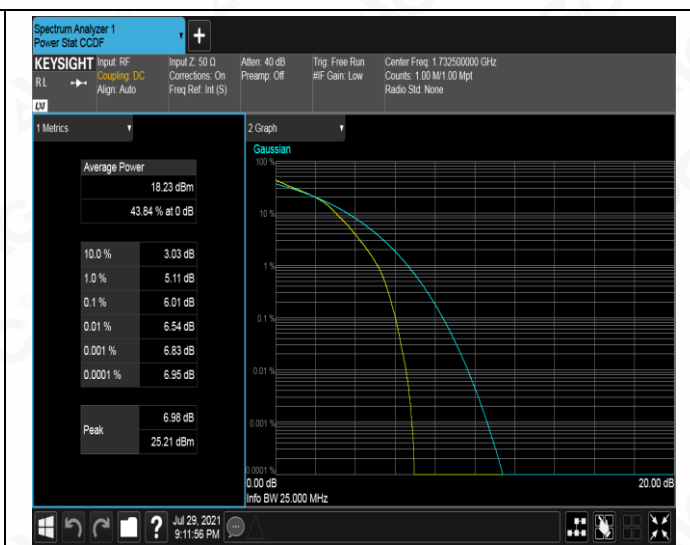 Spectrum Analyzer 1
Power Stat CCDF
+
KEYSIGHT
RL
LXI
Input: RF
Coupling: DC
Align: Auto
Input Z: 50 Ω
Corrections: On
Freq Ref: Int (S)
Atten: 40 dB
Preamp: Off
Trig: Free Run
#IF Gain: Low
Center Freq: 1.732500000 GHz
Counts: 1.00 M/1.00 Mpt
Radio Std: None
1 Metrics
Average Power
18.23 dBm
43.84 % at 0 dB
10.0 % 3.03 dB
1.0 % 5.11 dB
0.1 % 6.01 dB
0.01 % 6.54 dB
0.001 % 6.83 dB
0.0001 % 6.95 dB
Peak
6.98 dB
25.21 dBm
2 Graph
Gaussian
100 %
10 %
1 %
0.1 %
0.01 %
0.001 %
0.0001 %
0.00 dB
20.00 dB
Info BW 25.000 MHz
?
Jul 29, 2021
9:11:56 PM